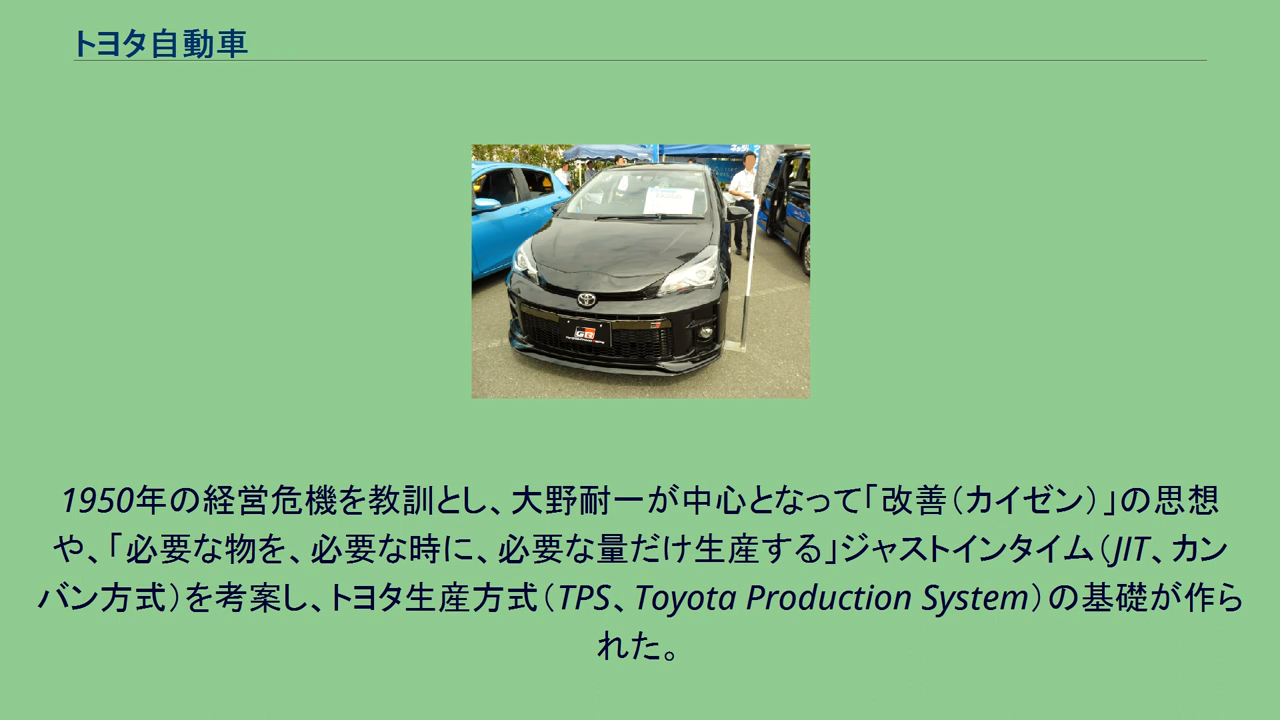 トヨタ自動車
GR
1950年の経営危機を教訓とし、大野耐一が中心となって「改善（カイゼン）」の思想
や、「必要な物を、必要な時に、必要な量だけ生産する」ジャストインタイム（JIT、カン
バン方式）を考案し、トヨタ生産方式（TPS、Toyota Production System）の基礎が作ら
れた。